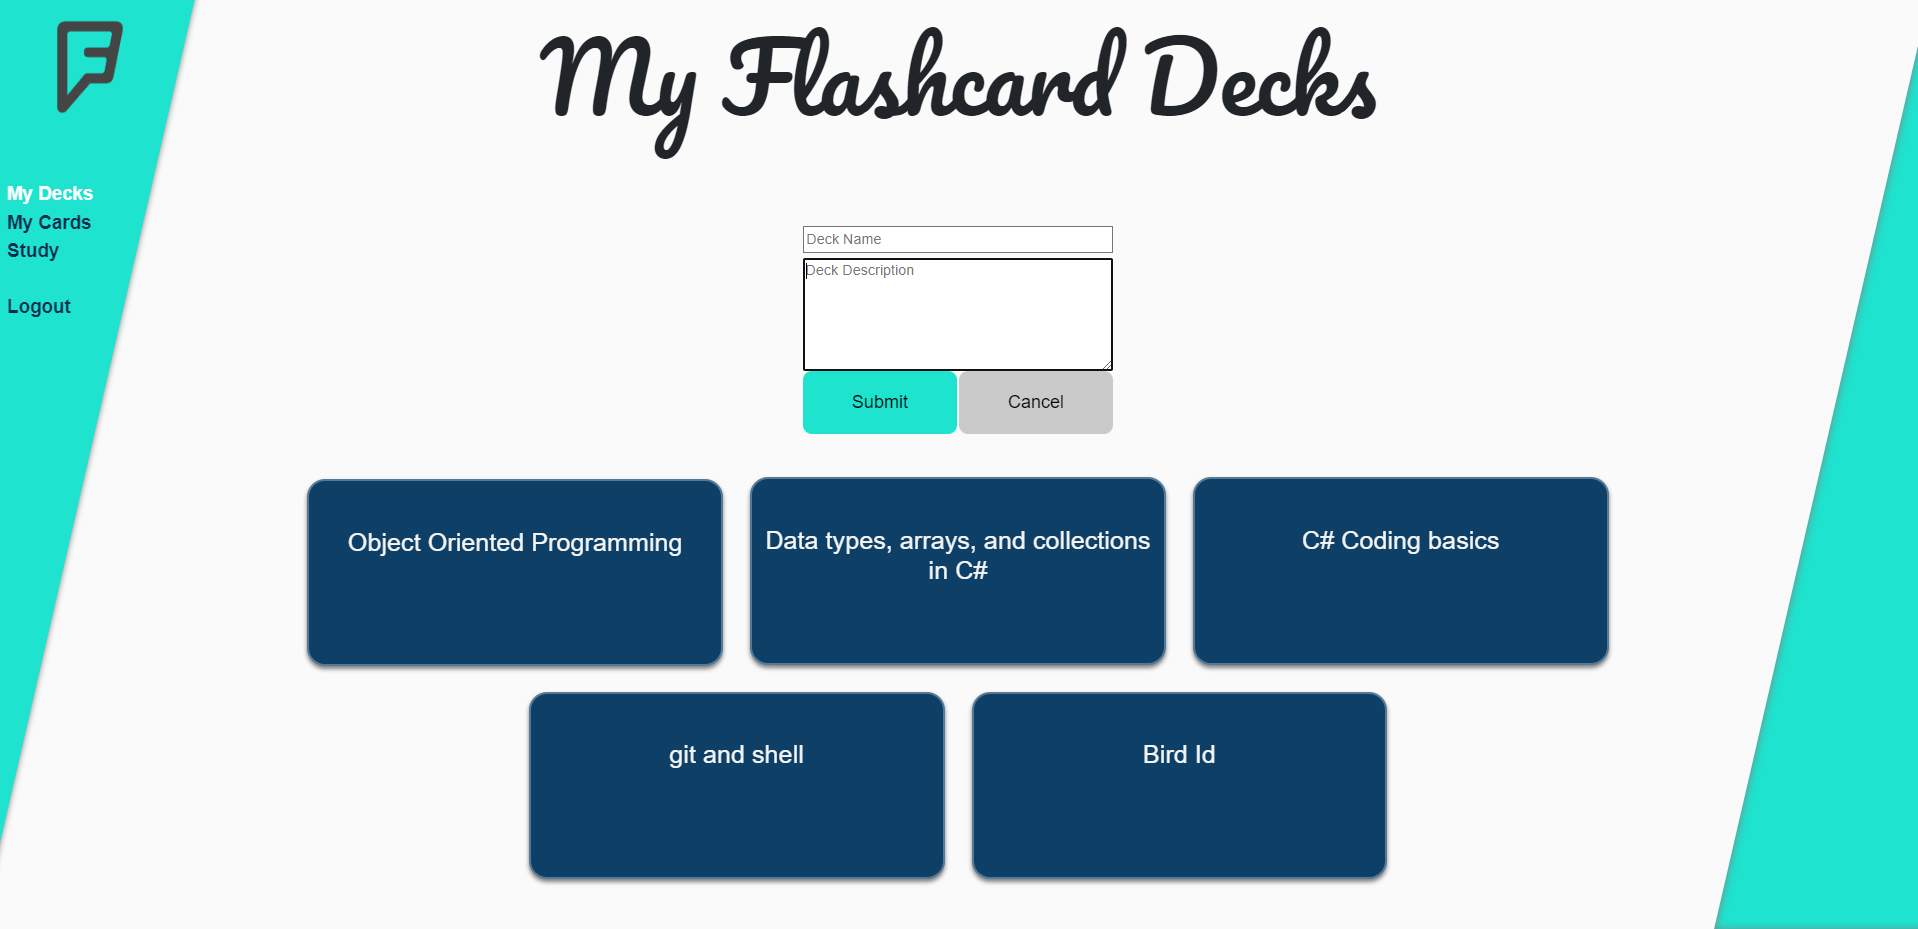 My Flashcard Decks
My Decks
My Cards
Study
Logout
Deck Name
Deck Description
Submit
Cancel
Object Oriented Programming
Data types, arrays, and collections
in C#
C# Coding basics
git and shell
Bird Id